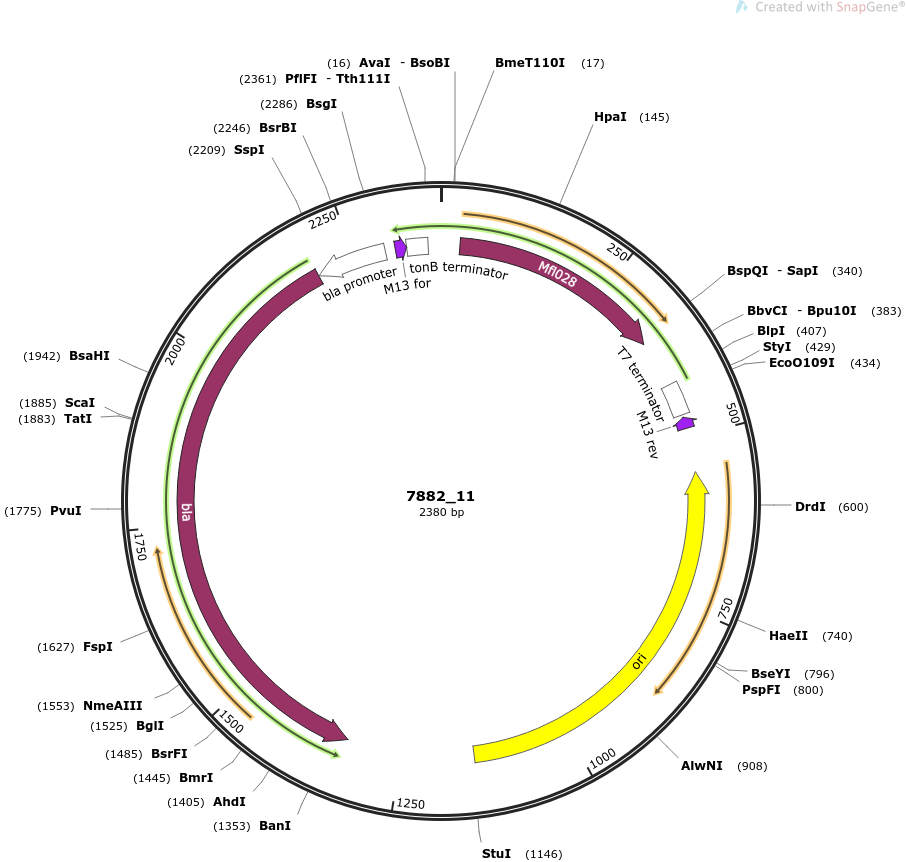 Created with SnapGene®
(16) AvaI - BsoBI
BmeT110I (17)
(2361) PflFI - Tth111I
(2286) BsgI
HpaI (145)
(2246) BsrBI
(2209) SspI
2250
250
bla promoter
M13 for
tonB terminator
Mfl028
BspQI - SapI (340)
BbvCI - Bpu10I (383)
BlpI (407)
StyI (429)
EcoO109I (434)
2000
(1942) BsaHI
T7 terminator
M13 rev
500
(1885) ScaI
(1883) TatI
7882_11
2380 bp
(1775) PvuI
bla
DrdI (600)
1750
750
HaeII (740)
(1627) FspI
ori
BseYI (796)
PspFI (800)
(1553) NmeAIII
(1525) BglI
1500
(1485) BsrFI
1000
AlwNI (908)
(1445) BmrI
(1405) AhdI
1250
(1353) BanI
StuI (1146)